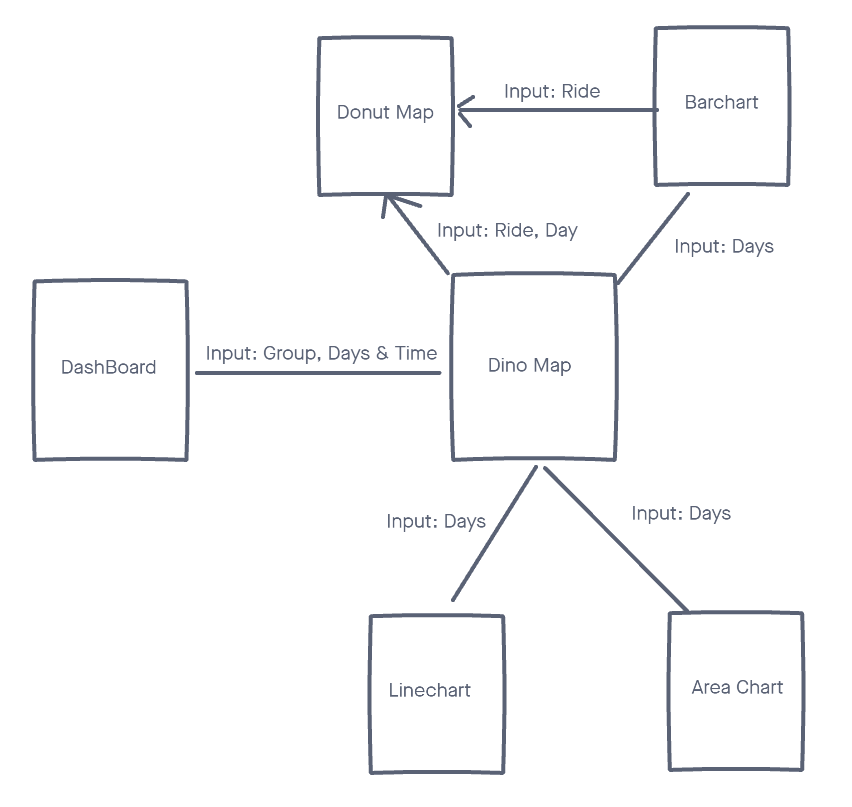 Input: Ride
Donut Map
Barchart
Input: Ride, Day
Input: Days
Input: Group, Days & Time
DashBoard
Dino Map
Input: Days
Input: Days
Linechart
Area Chart